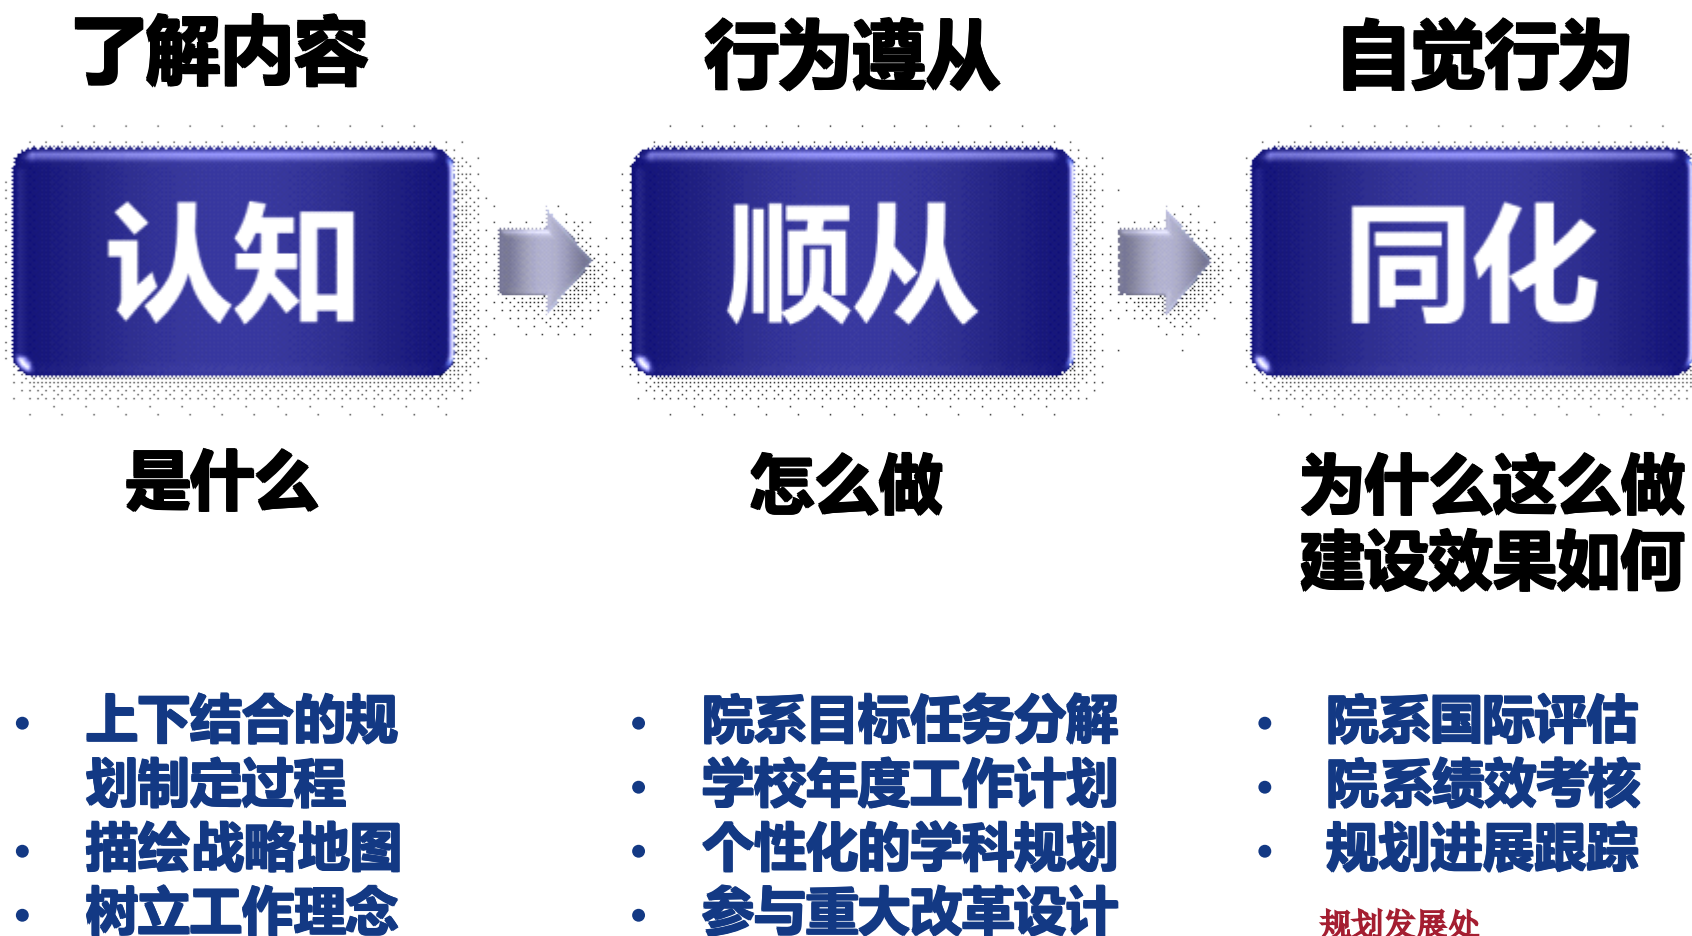 了解内容
行为遵从
自觉行为
认知
顺从
同化
是什么
怎么做
为什么这么做
建设效果如何
• 上下结合的规
划制定过程
• 描绘战略地图
• 树立工作理念
• 院系目标任务分解
• 学校年度工作计划
• 个性化的学科规划
• 参与重大改革设计
• 院系国际评估
• 院系绩效考核
• 规划进展跟踪
规划发展处